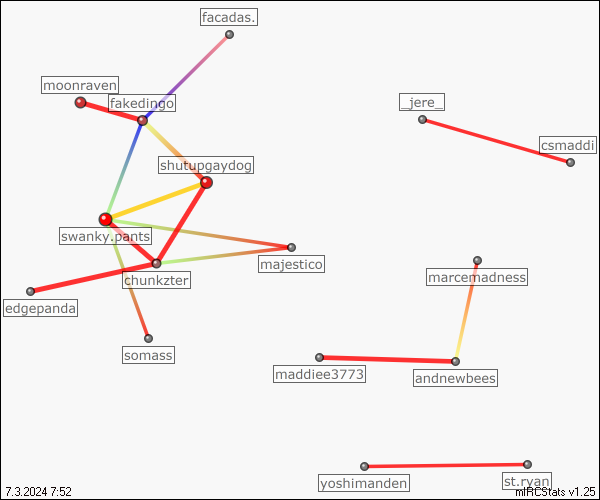 facadas.
moonraven
fakedingo
_jere_
csmaddi
shutupgaydog
swanky.pants
majestico
chunkzter
marcemadness
edgepanda
somass
maddiee3773
andnewbees
yoshimanden
st.ryan
7.3.2024 7:52
mIRCStats v1.25